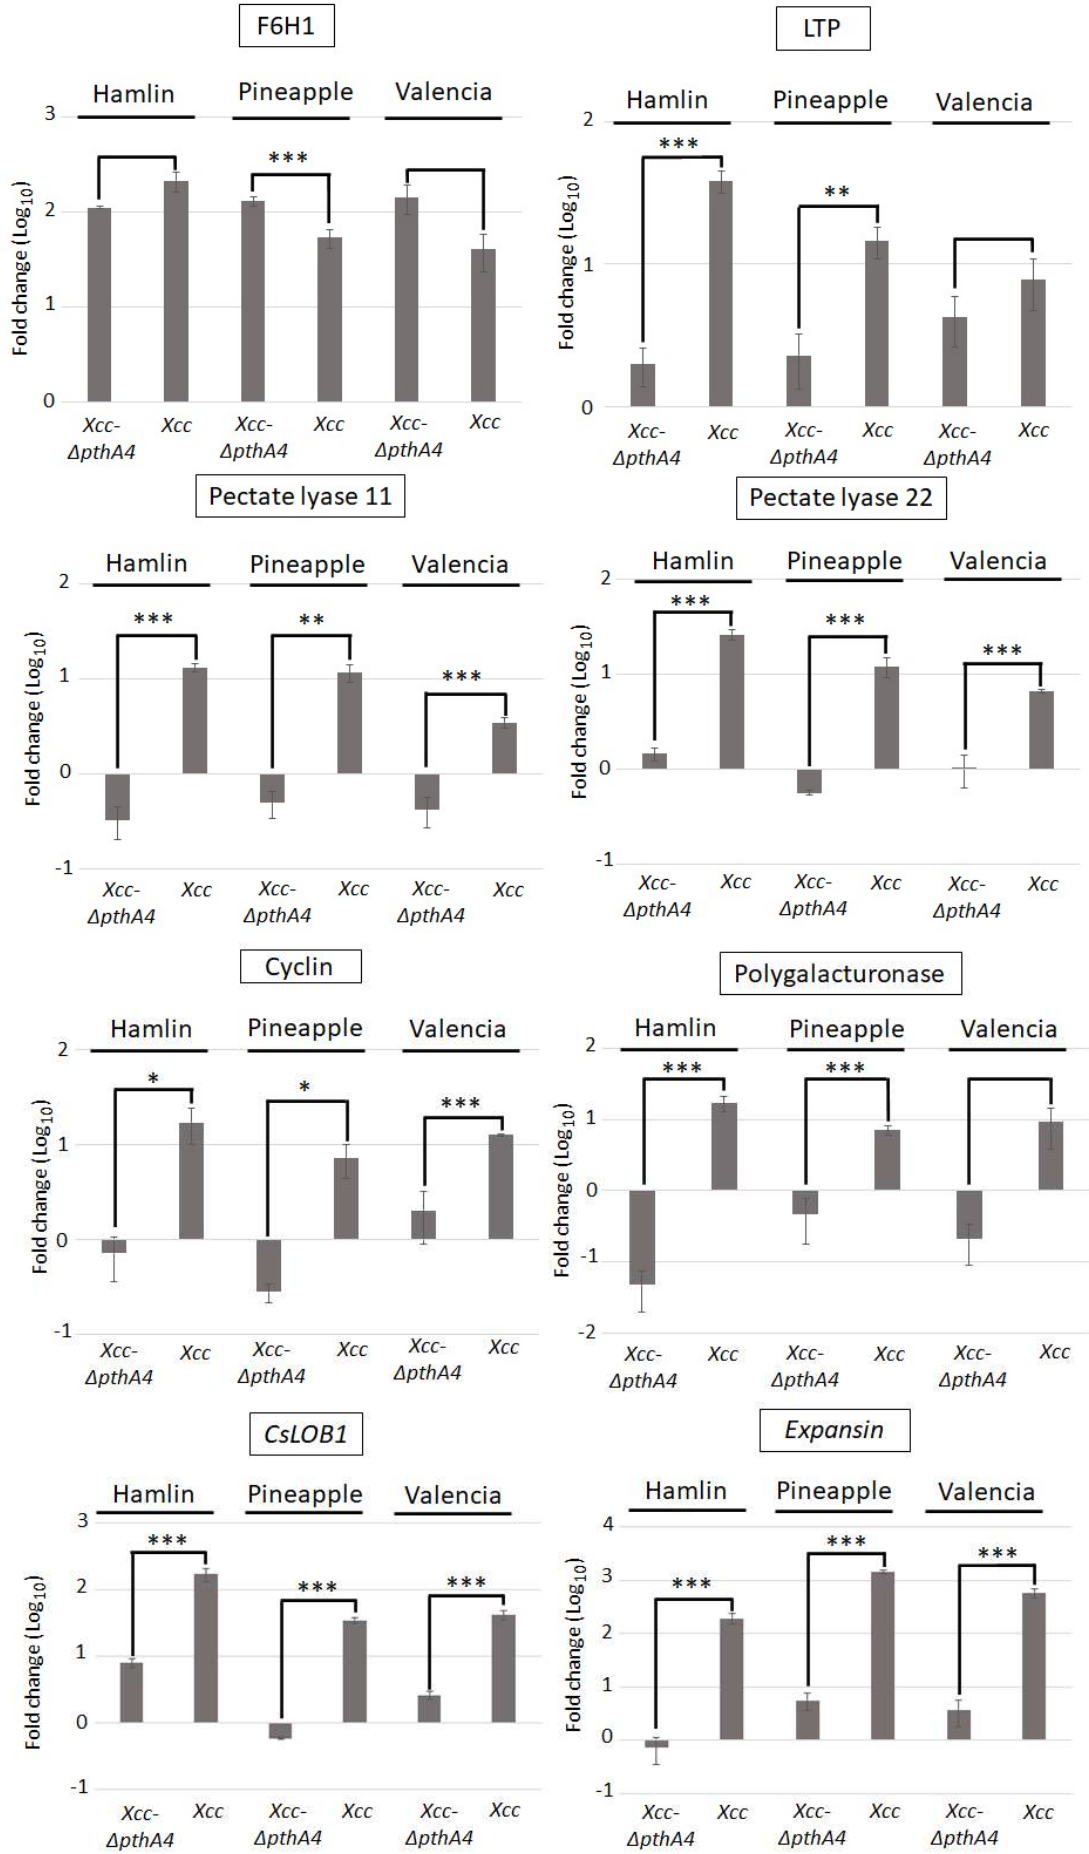 F6H1
Hamlin Pineapple Valencia
Fold change (Log10)
3
2
1
0
***
Xcc-ΔpthA4 Xcc Xcc-ΔpthA4 Xcc Xcc-ΔpthA4 Xcc
LTP
Hamlin Pineapple Valencia
Fold change (Log10)
2
1
0
*** **
Xcc-ΔpthA4 Xcc Xcc-ΔpthA4 Xcc Xcc-ΔpthA4 Xcc
Pectate lyase 11
Hamlin Pineapple Valencia
Fold change (Log10)
2
1
0
-1
*** ** ***
Xcc-ΔpthA4 Xcc Xcc-ΔpthA4 Xcc Xcc-ΔpthA4 Xcc
Pectate lyase 22
Hamlin Pineapple Valencia
Fold change (Log10)
2
1
0
-1
*** *** ***
Xcc-ΔpthA4 Xcc Xcc-ΔpthA4 Xcc Xcc-ΔpthA4 Xcc
Cyclin
Hamlin Pineapple Valencia
Fold change (Log10)
2
1
0
-1
* * ***
Xcc-ΔpthA4 Xcc Xcc-ΔpthA4 Xcc Xcc-ΔpthA4 Xcc
Polygalacturonase
Hamlin Pineapple Valencia
Fold change (Log10)
2
1
0
-1
-2
*** ***
Xcc-ΔpthA4 Xcc Xcc-ΔpthA4 Xcc Xcc-ΔpthA4 Xcc
CsLOB1
Hamlin Pineapple Valencia
Fold change (Log10)
3
2
1
0
-1
*** *** ***
Xcc-ΔpthA4 Xcc Xcc-ΔpthA4 Xcc Xcc-ΔpthA4 Xcc
Expansin
Hamlin Pineapple Valencia
Fold change (Log10)
4
3
2
1
0
-1
*** *** ***
Xcc-ΔpthA4 Xcc Xcc-ΔpthA4 Xcc Xcc-ΔpthA4 Xcc